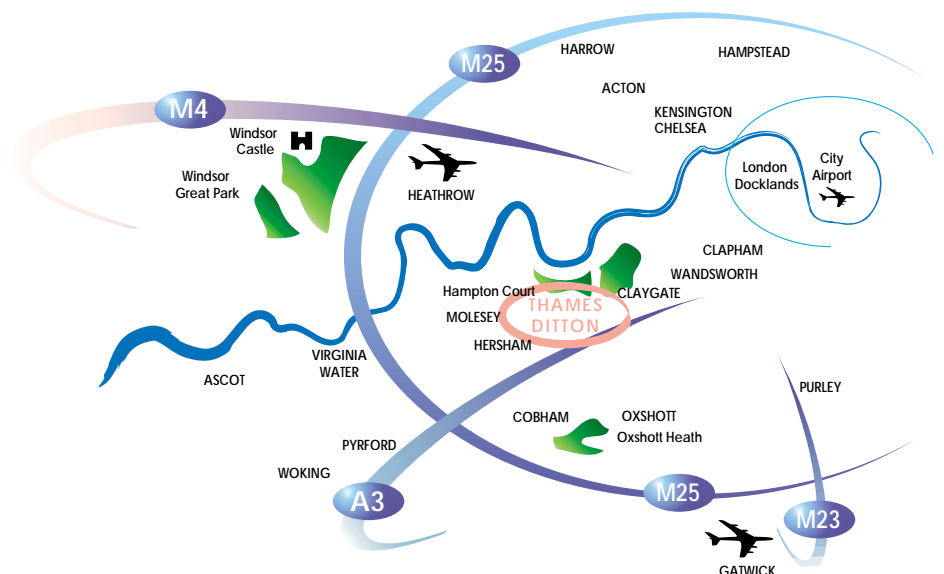 HARROW
HAMPSTEAD
M25
ACTON
M4
KENSINGTON
CHELSEA
Windsor
Castle
Windsor
Great Park
HEATHROW
London
Docklands
City
Airport
CLAPHAM
WANDSWORTH
Hampton Court
CLAYGATE
THAMES
DITTON
MOLESEY
HERSHAM
VIRGINIA
WATER
ASCOT
PURLEY
COBHAM
OXSHOTT
Oxshott Heath
PYRFORD
WOKING
A3
M25
M23
GATWICK